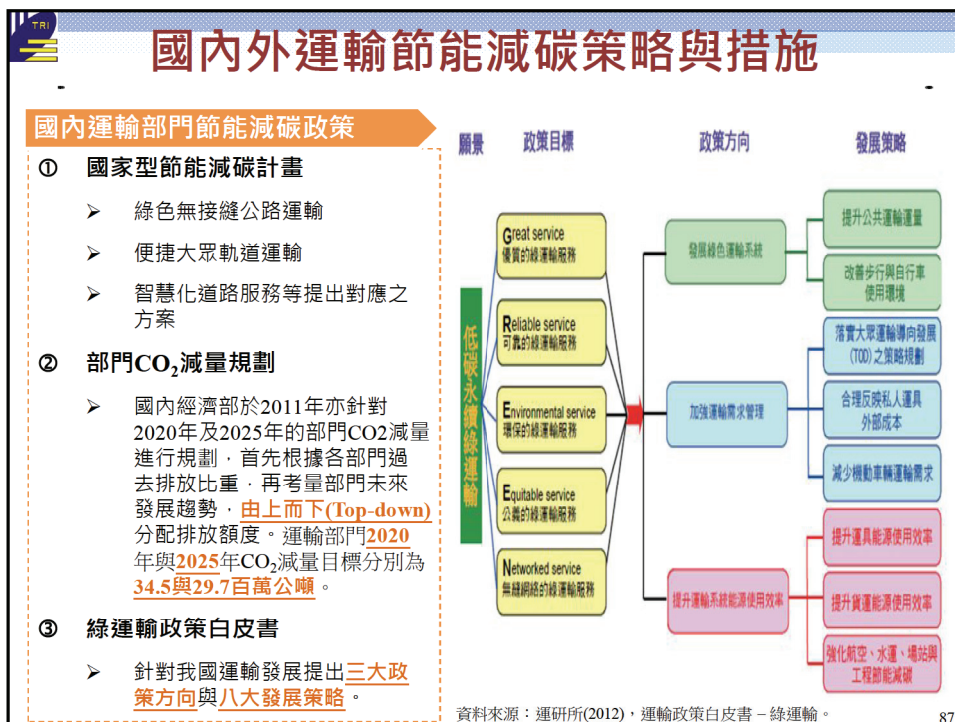 TRI
國內外運輸節能減碳策略與措施
國內運輸部門節能減碳政策
① 國家型節能減碳計畫
➢ 綠色無接縫公路運輸
➢ 便捷大眾軌道運輸
➢ 智慧化道路服務等提出對應之
方案
② 部門CO₂減量規劃
➢ 國內經濟部於2011年亦針對
2020年及2025年的部門CO2減量
進行規劃，首先根據各部門過
去排放比重，再考量部門未來
發展趨勢，由上而下(Top-down)
分配排放額度。運輸部門2020
年與2025年CO₂減量目標分別為
34.5與29.7百萬公噸。
③ 綠運輸政策白皮書
➢ 針對我國運輸發展提出三大政
策方向與八大發展策略。
願景
政策目標
政策方向
發展策略
低碳永續綠運輸
Great service
優質的綠運輸服務
Reliable service
可靠的綠運輸服務
Environmental service
環保的綠運輸服務
Equitable service
公義的綠運輸服務
Networked service
無縫網絡的綠運輸服務
發展綠色運輸系統
加強運輸需求管理
提升運輸系統能源使用效率
提升公共運輸運量
改善步行與自行車
使用環境
落實大眾運輸導向發展
(TOD)之策略規劃
合理反映私人運具
外部成本
減少機動車輛運輸需求
提升運具能源使用效率
提升貨運能源使用效率
強化航空、水運、場站與
工程節能減碳
資料來源：運研所(2012)，運輸政策白皮書–綠運輸。
87